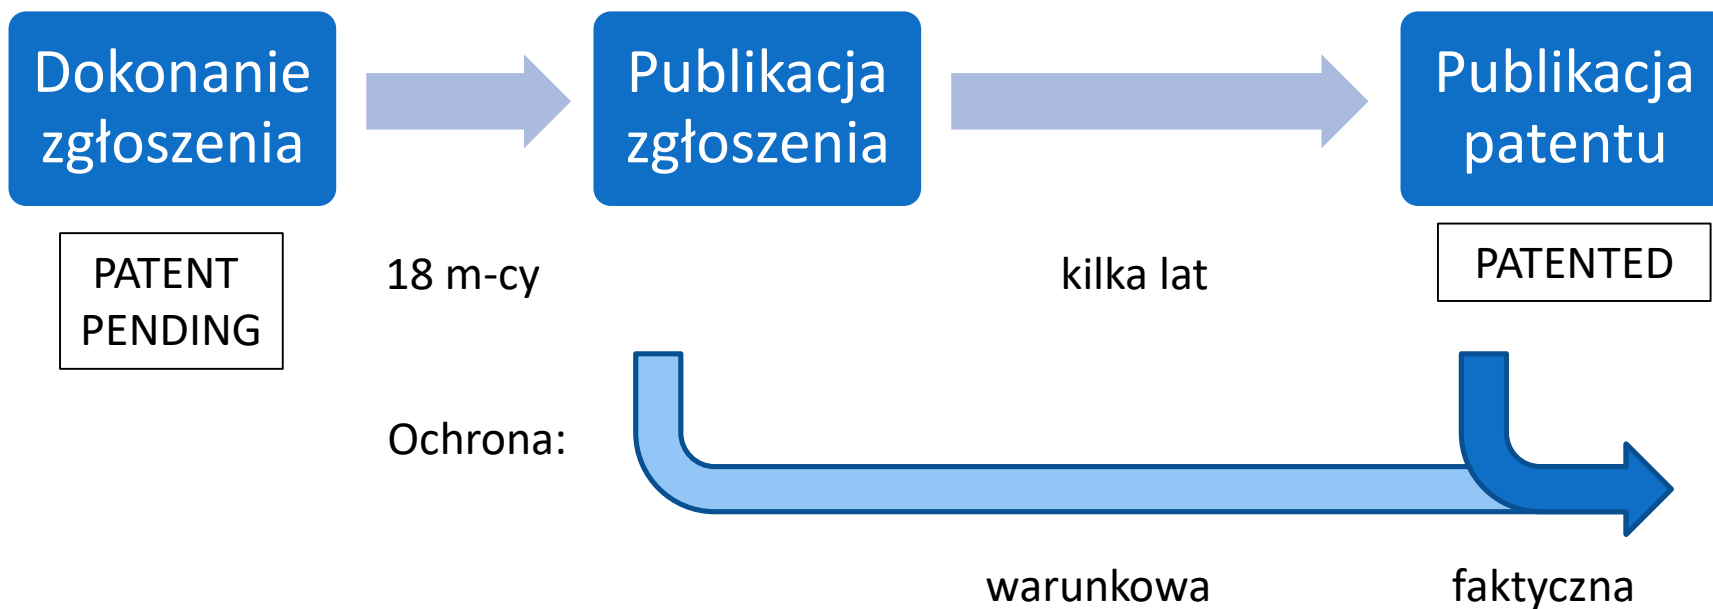 Dokonanie
zgłoszenia
Publikacja
zgłoszenia
Publikacja
patentu
PATENT
PENDING
18 m-cy
kilka lat
PATENTED
Ochrona:
warunkowa
faktyczna